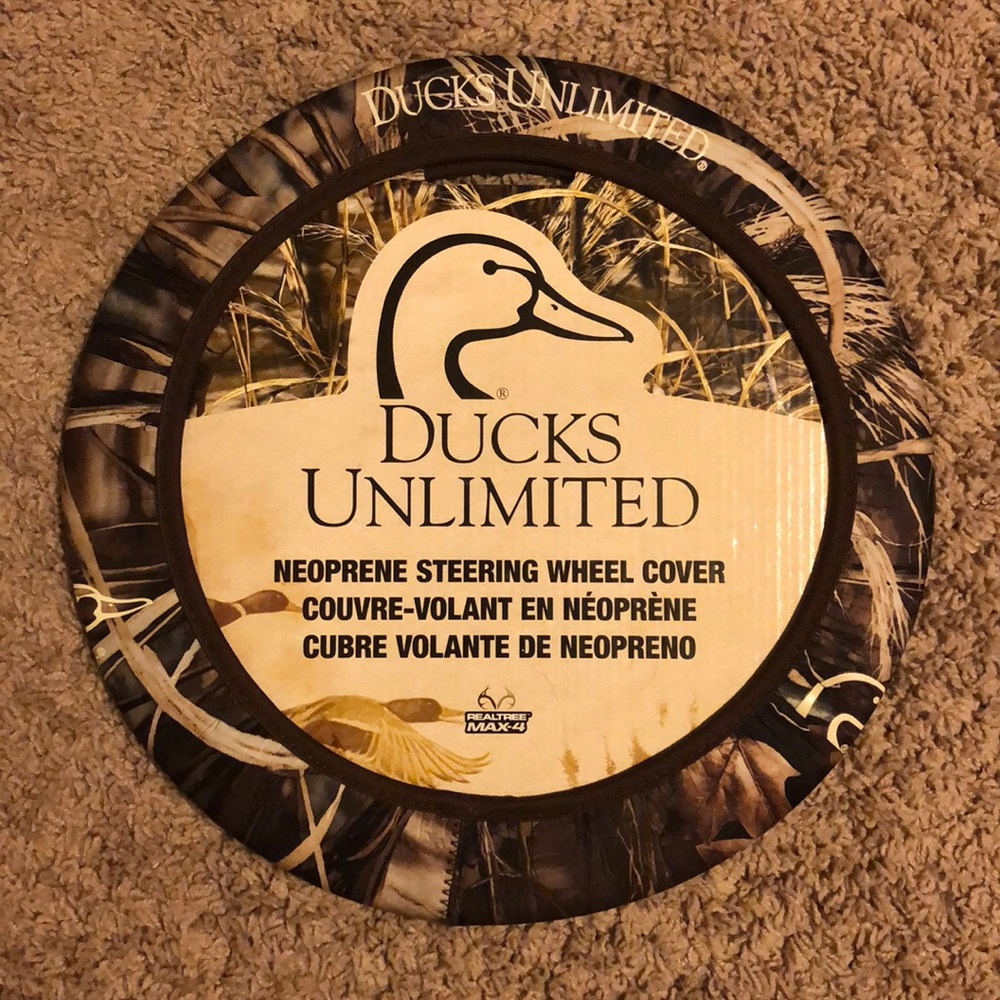 DUCKS UNLIMITED®
®
DUCKS
UNLIMITED
NEOPRENE STEERING WHEEL COVER
COUVRE-VOLANT EN NÉOPRÈNE
CUBRE VOLANTE DE NEOPRENO
REALTREE
MAX-4